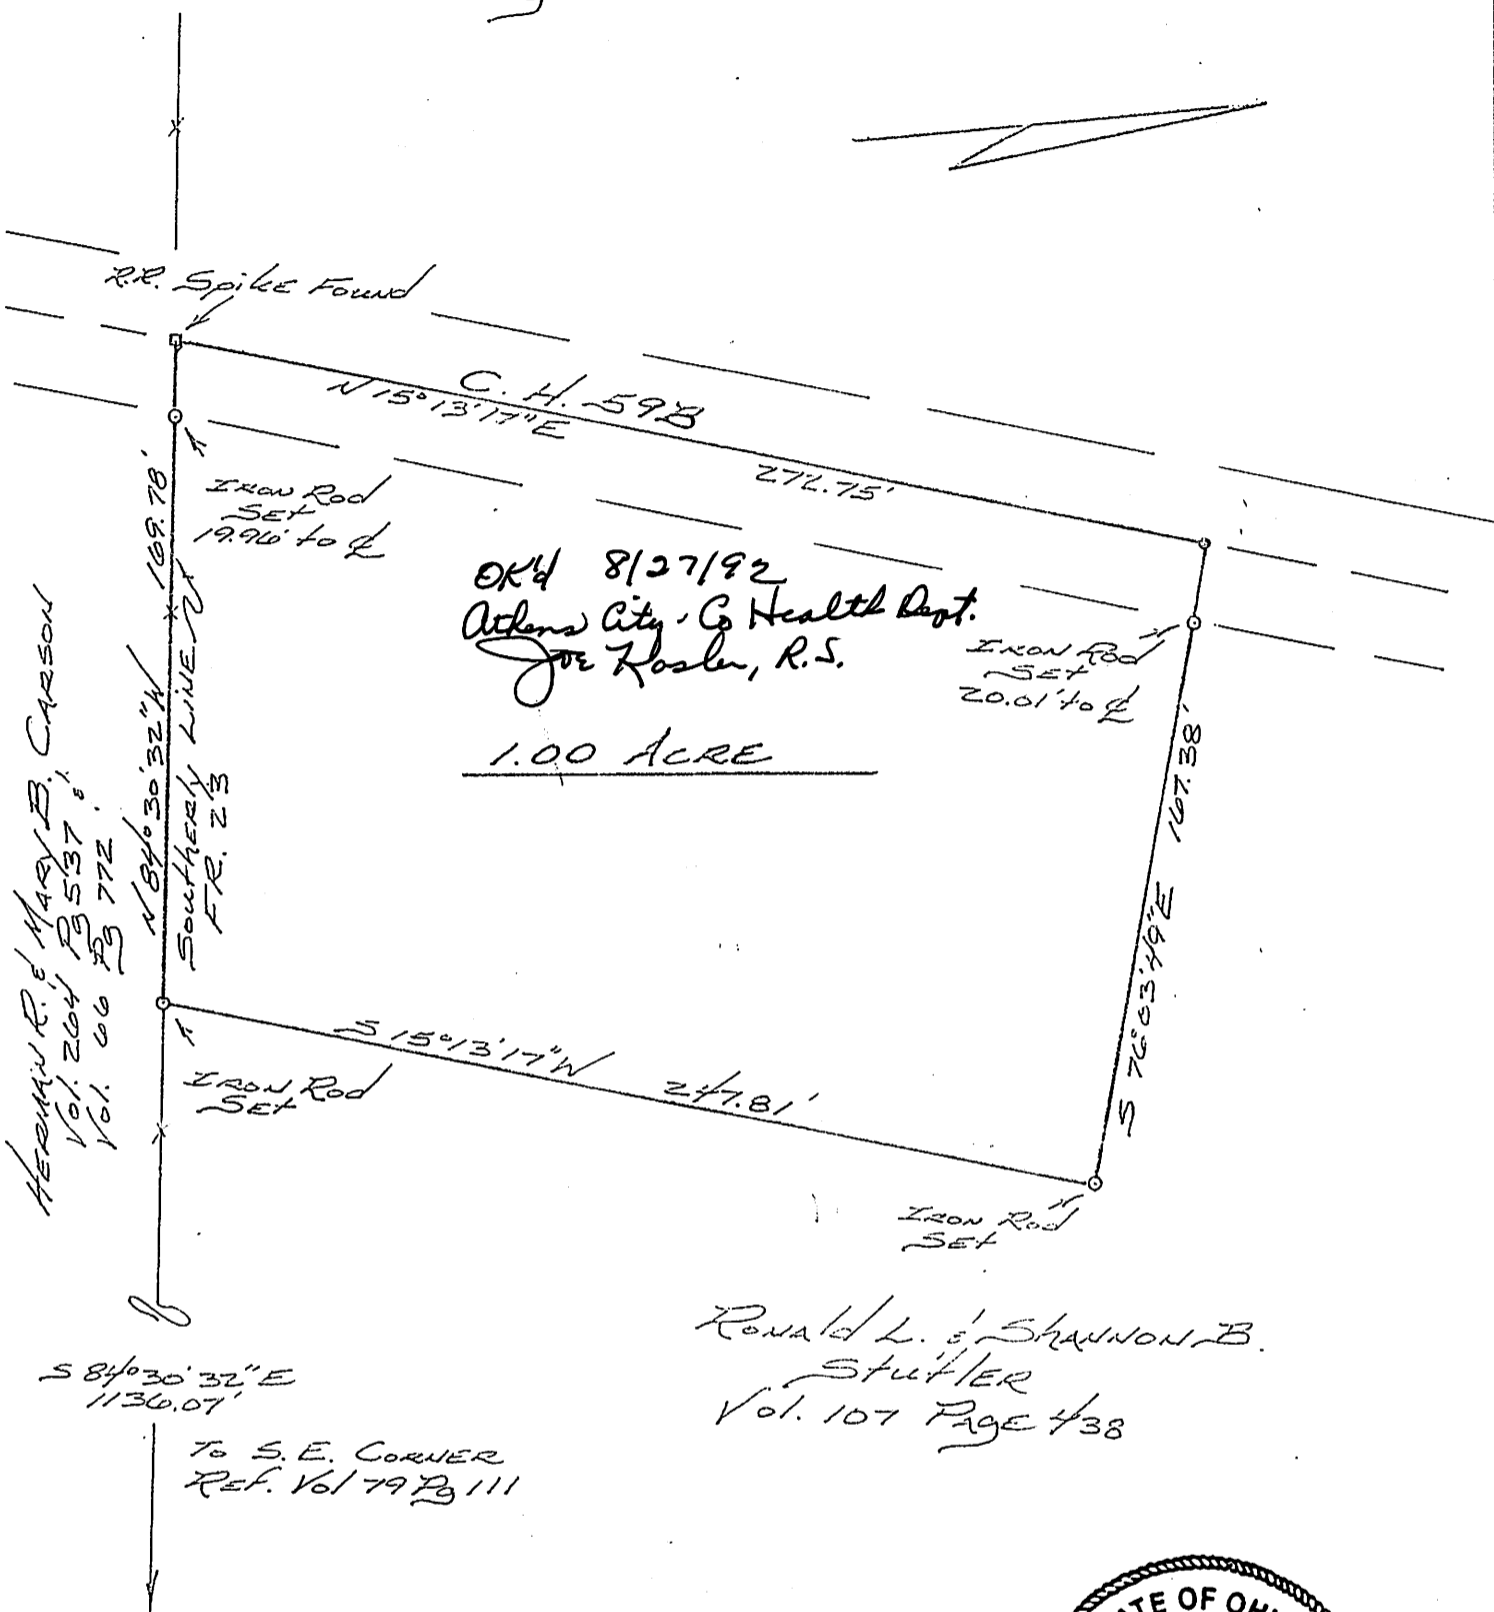 R.R. Spike Found
C. H. 59B
N 15°13'17" E
272.75'
Iron Rod
Set
19.96' to ℄
169.78'
N 84°30'32" W
Southerly Line
FR. 23
Herman R. & Mary B. Carson
Vol. 264 Pg 537 &
Vol. 66 Pg 772
OK'd 8/27/92
Athens City. Co Health Dept.
Joe Kasler, R.S.
1.00 Acre
Iron Rod
Set
20.01' to ℄
167.38'
S 76°03'49" E
S 15°13'17" W
247.81'
Iron Rod
Set
Iron Rod
Set
Ronald L. & Shannon B.
Stutler
Vol. 107 Page 438
S 84°30'32" E
1136.07'
To S.E. Corner
Ref. Vol 79 Pg 111
ATE OF OH